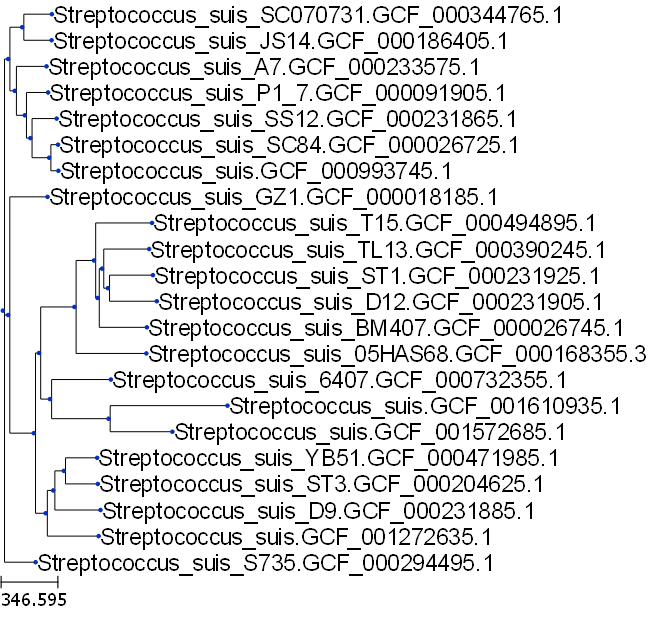 Streptococcus_suis_SC070731.GCF_000344765.1
Streptococcus_suis_JS14.GCF_000186405.1
Streptococcus_suis_A7.GCF_000233575.1
Streptococcus_suis_P1_7.GCF_000091905.1
Streptococcus_suis_SS12.GCF_000231865.1
Streptococcus_suis_SC84.GCF_000026725.1
Streptococcus_suis.GCF_000993745.1
Streptococcus_suis_GZ1.GCF_000018185.1
Streptococcus_suis_T15.GCF_000494895.1
Streptococcus_suis_TL13.GCF_000390245.1
Streptococcus_suis_ST1.GCF_000231925.1
Streptococcus_suis_D12.GCF_000231905.1
Streptococcus_suis_BM407.GCF_000026745.1
Streptococcus_suis_05HAS68.GCF_000168355.3
Streptococcus_suis_6407.GCF_000732355.1
Streptococcus_suis.GCF_001610935.1
Streptococcus_suis.GCF_001572685.1
Streptococcus_suis_YB51.GCF_000471985.1
Streptococcus_suis_ST3.GCF_000204625.1
Streptococcus_suis_D9.GCF_000231885.1
Streptococcus_suis.GCF_001272635.1
Streptococcus_suis_S735.GCF_000294495.1
346.595